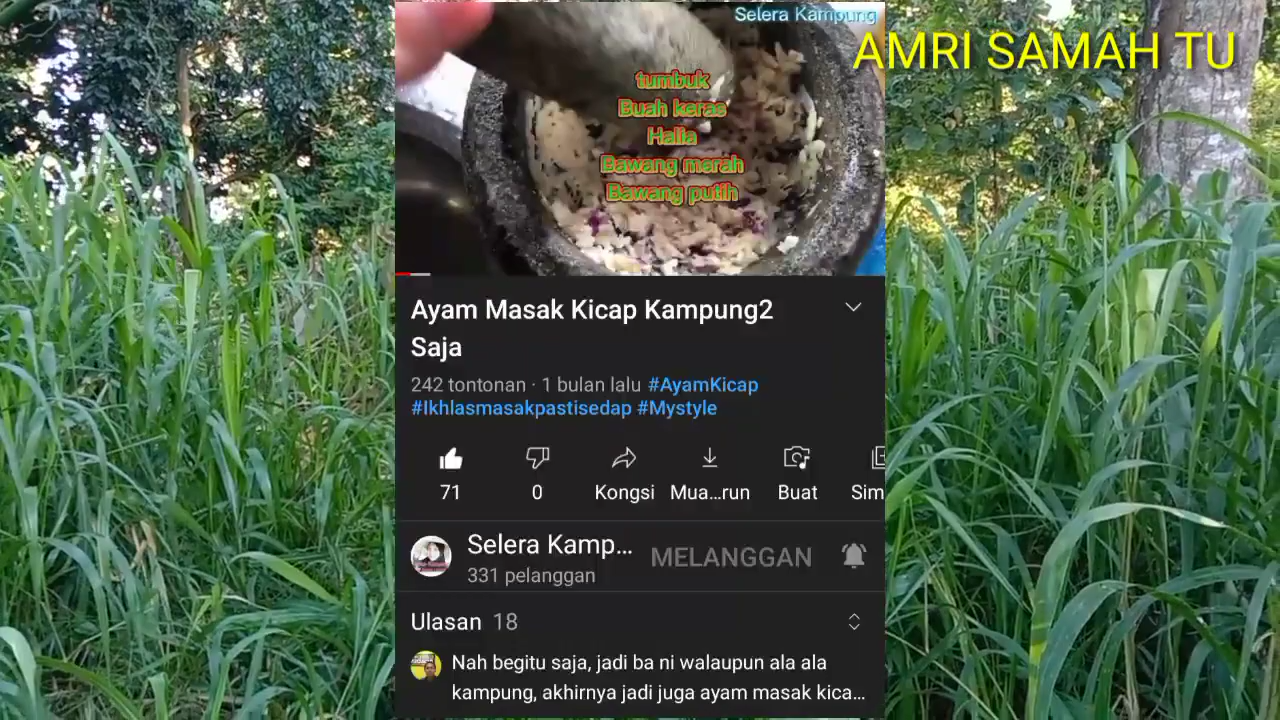 Selera Kampung
AMRI SAMAH TU
tumbuk
Buah keras
Halia
Bawang merah
Bawang putih
Ayam Masak Kicap Kampung2
Saja
242 tontonan · 1 bulan lalu #AyamKicap
#Ikhlasmasakpastisedap #Mystyle
71
0
Kongsi
Mua...run
Buat
Sim
Selera Kamp...
MELANGGAN
331 pelanggan
Ulasan 18
Nah begitu saja, jadi ba ni walaupun ala ala
kampung, akhirnya jadi juga ayam masak kica...